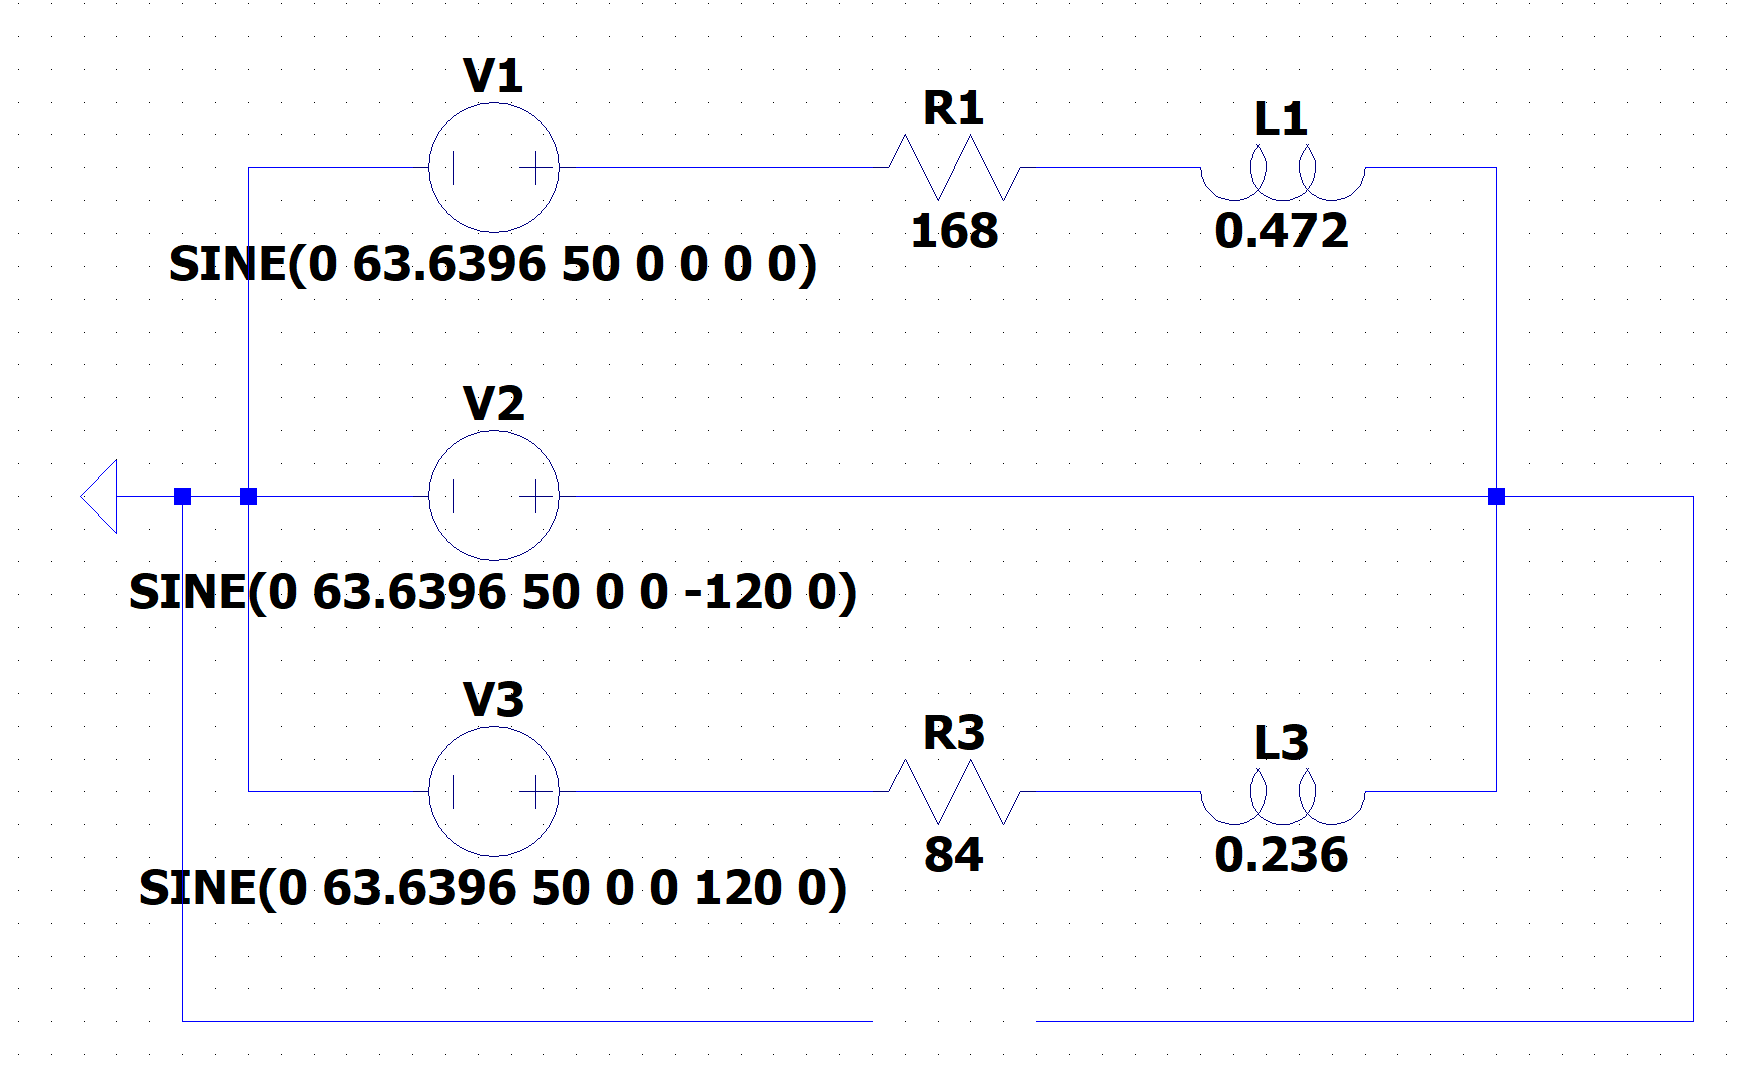 V1
R1
L1
168
0.472
SINE(0 63.6396 50 0 0 0 0)
V2
SINE(0 63.6396 50 0 0 -120 0)
V3
R3
L3
84
0.236
SINE(0 63.6396 50 0 0 120 0)